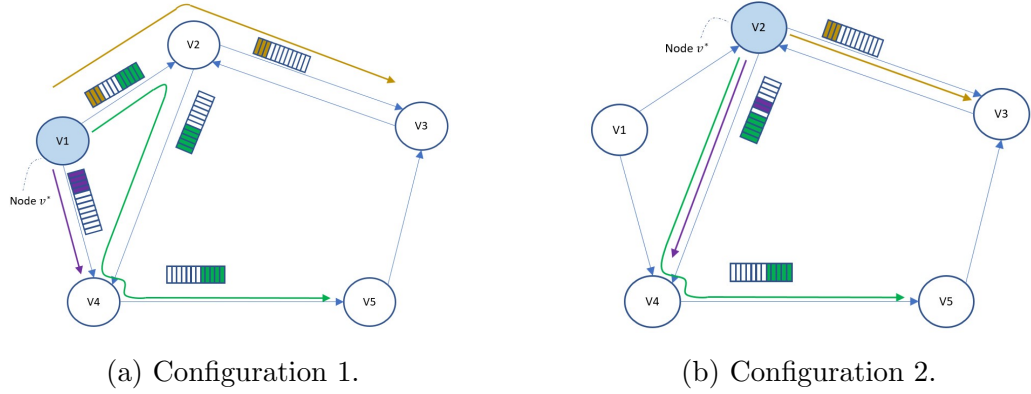 V2
V1
V3
Node v*
V4
V5
(a) Configuration 1.
V2
Node v*
V1
V3
V4
V5
(b) Configuration 2.